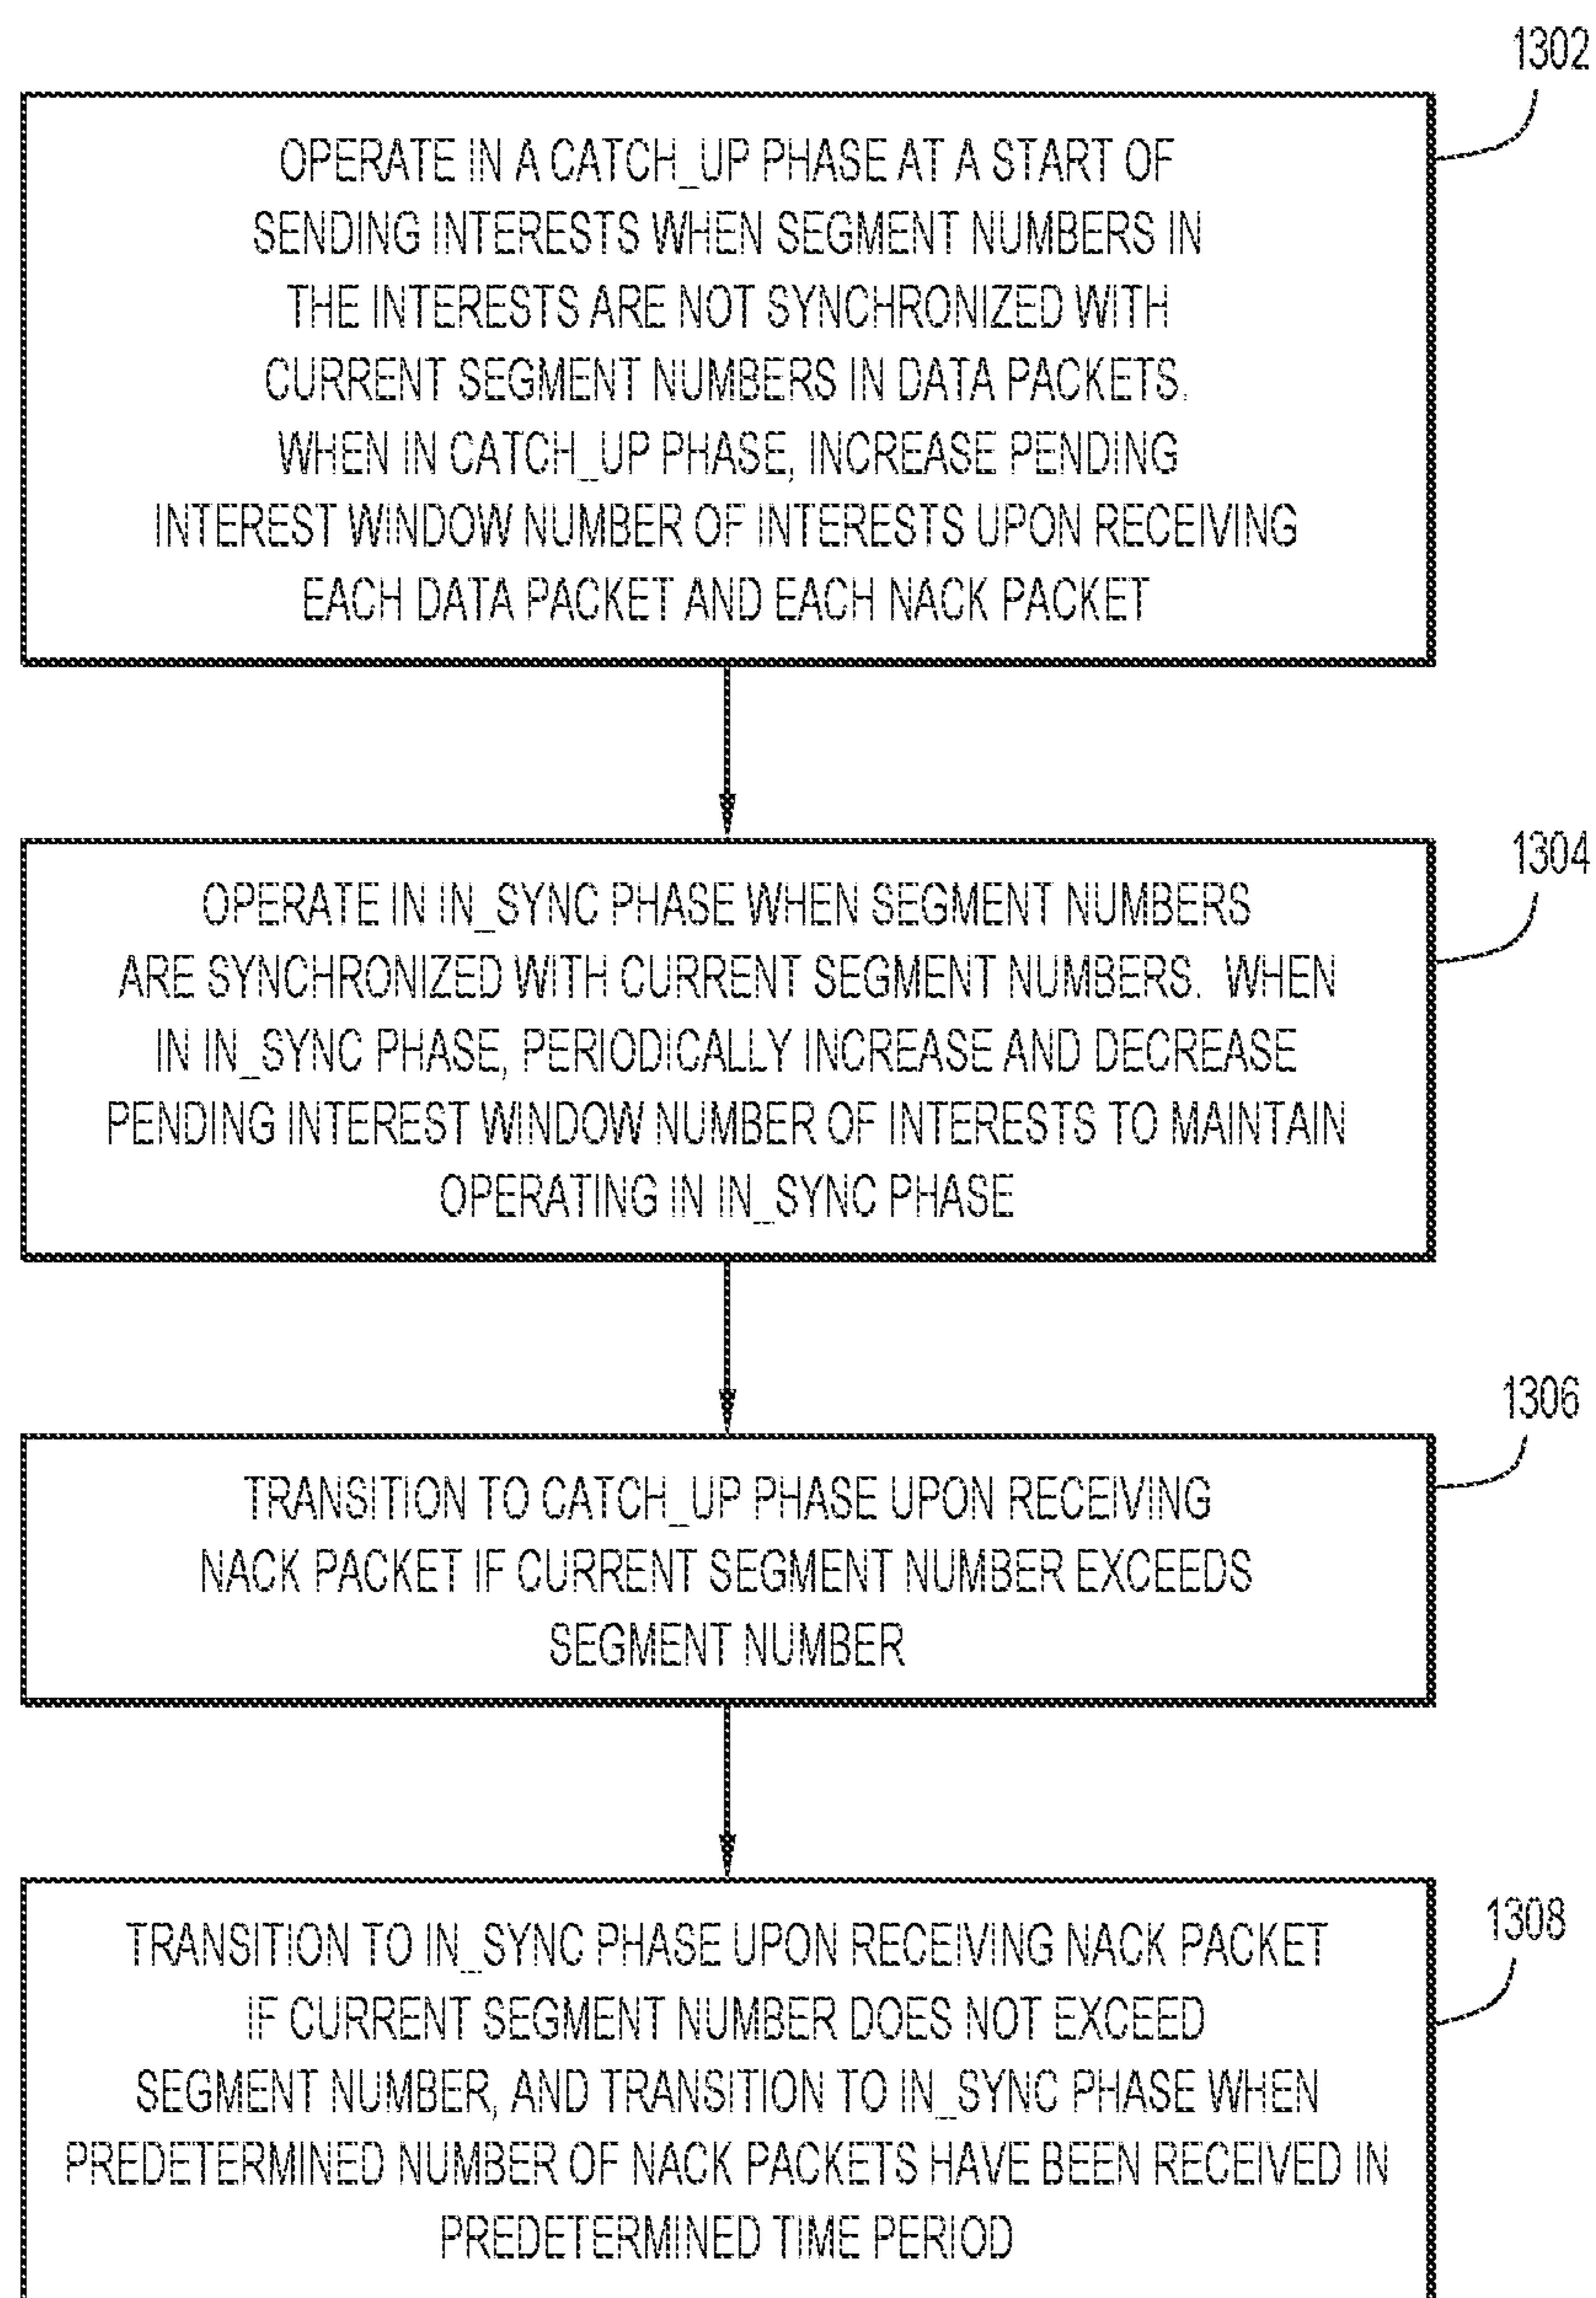 1302
OPERATE IN A CATCH_UP PHASE AT A START OF
SENDING INTERESTS WHEN SEGMENT NUMBERS IN
THE INTERESTS ARE NOT SYNCHRONIZED WITH
CURRENT SEGMENT NUMBERS IN DATA PACKETS.
WHEN IN CATCH_UP PHASE, INCREASE PENDING
INTEREST WINDOW NUMBER OF INTERESTS UPON RECEIVING
EACH DATA PACKET AND EACH NACK PACKET
1304
OPERATE IN IN_SYNC PHASE WHEN SEGMENT NUMBERS
ARE SYNCHRONIZED WITH CURRENT SEGMENT NUMBERS. WHEN
IN IN_SYNC PHASE, PERIODICALLY INCREASE AND DECREASE
PENDING INTEREST WINDOW NUMBER OF INTERESTS TO MAINTAIN
OPERATING IN IN_SYNC PHASE
1306
TRANSITION TO CATCH_UP PHASE UPON RECEIVING
NACK PACKET IF CURRENT SEGMENT NUMBER EXCEEDS
SEGMENT NUMBER
1308
TRANSITION TO IN_SYNC PHASE UPON RECEIVING NACK PACKET
IF CURRENT SEGMENT NUMBER DOES NOT EXCEED
SEGMENT NUMBER, AND TRANSITION TO IN_SYNC PHASE WHEN
PREDETERMINED NUMBER OF NACK PACKETS HAVE BEEN RECEIVED IN
PREDETERMINED TIME PERIOD